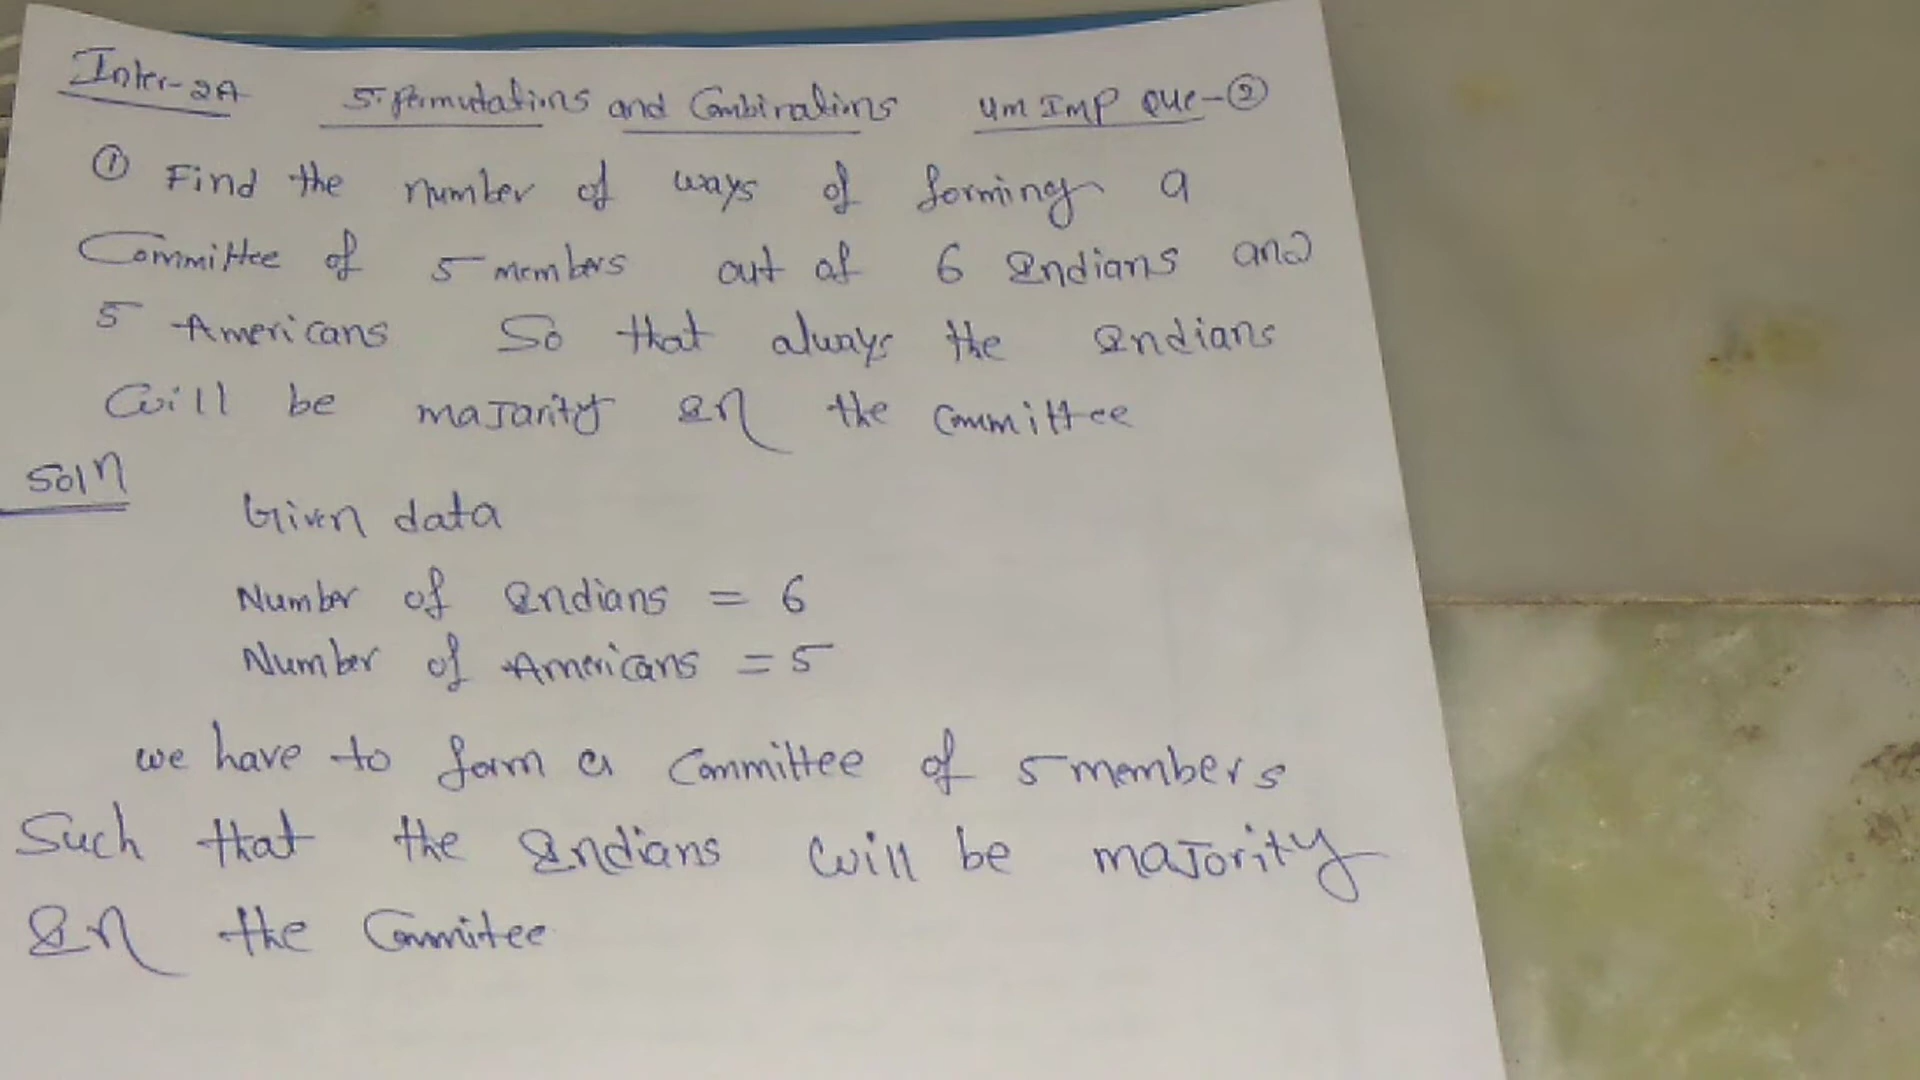 Inter-2A 5. Permutations and Combinations 4m Imp Que-②
① Find the number of ways of forming a
Committee of 5 members out of 6 Indians and
5 Americans So that always the Indians
will be majarity In the committee
Soln
Given data
Number of Indians = 6
Number of Americans = 5
we have to form a Committee of 5 members
Such that the Indians will be majority
In the Commitee